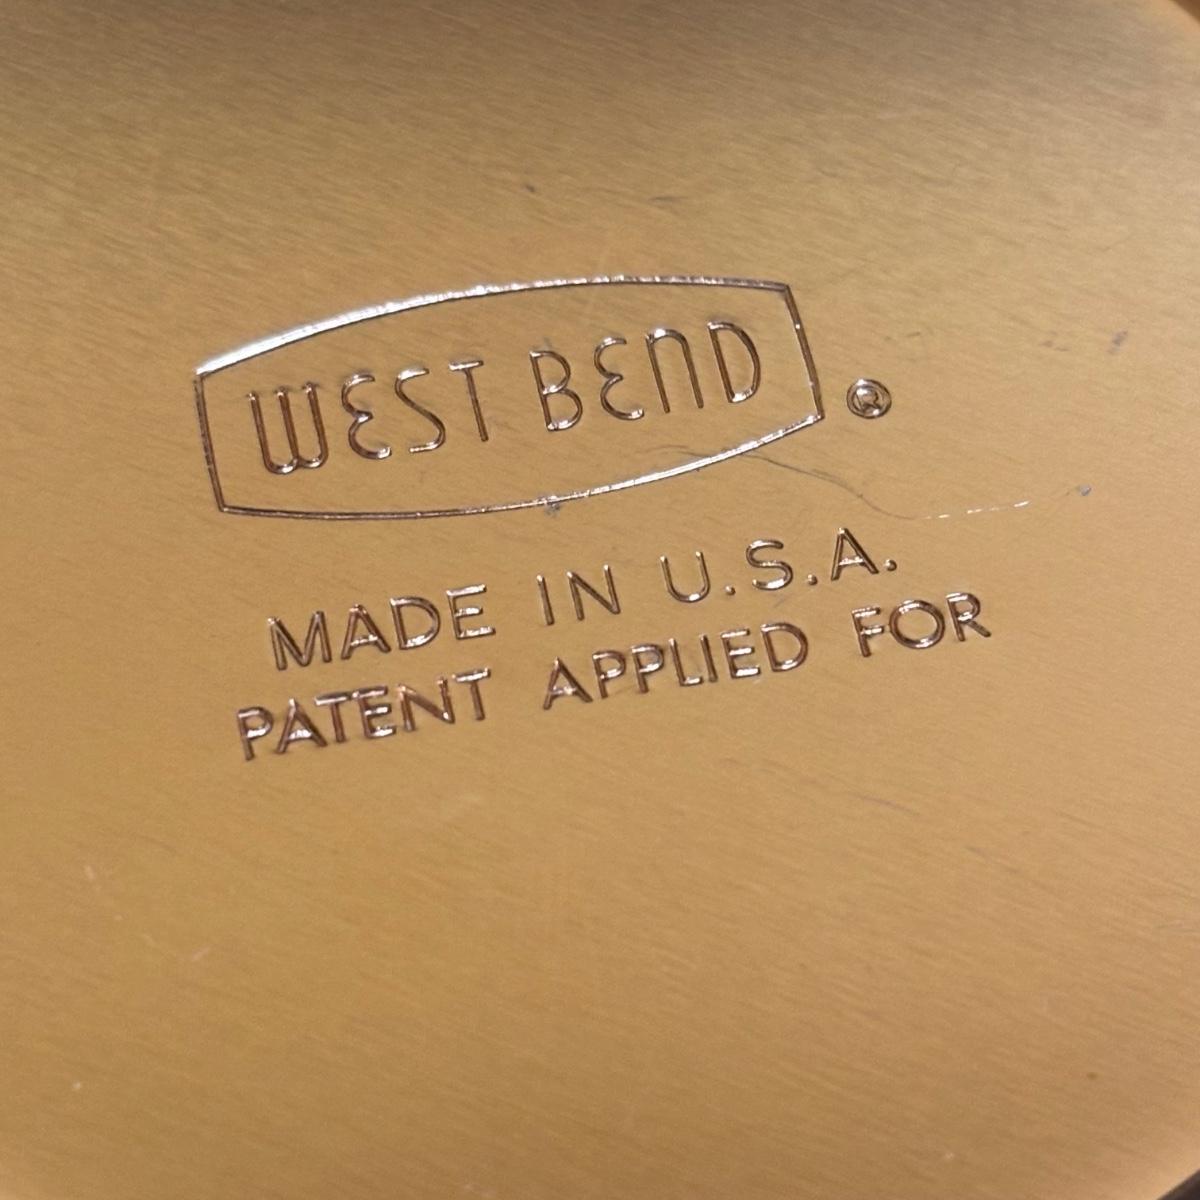 WEST BEND ®
MADE IN U.S.A.
PATENT APPLIED FOR